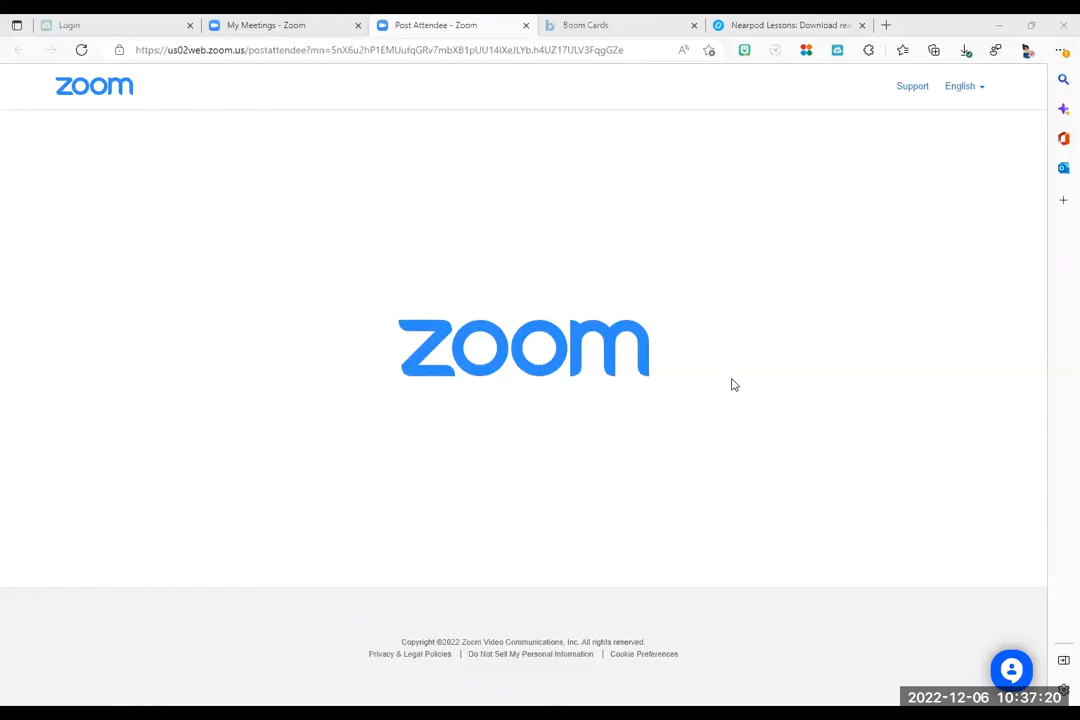 Login
My Meetings - Zoom
Post Attendee - Zoom
Boom Cards
Nearpod Lessons: Download rea
https://us02web.zoom.us/postattendee?mn=5nX6u2hP1EMUufqGRv7mbXB1pUU14iXeJLYb.h4UZ17ULV3FqgGZe
zoom
Support
English
zoom
Copyright ©2022 Zoom Video Communications, Inc. All rights reserved.
Privacy & Legal Policies | Do Not Sell My Personal Information | Cookie Preferences
2022-12-06 10:37:20